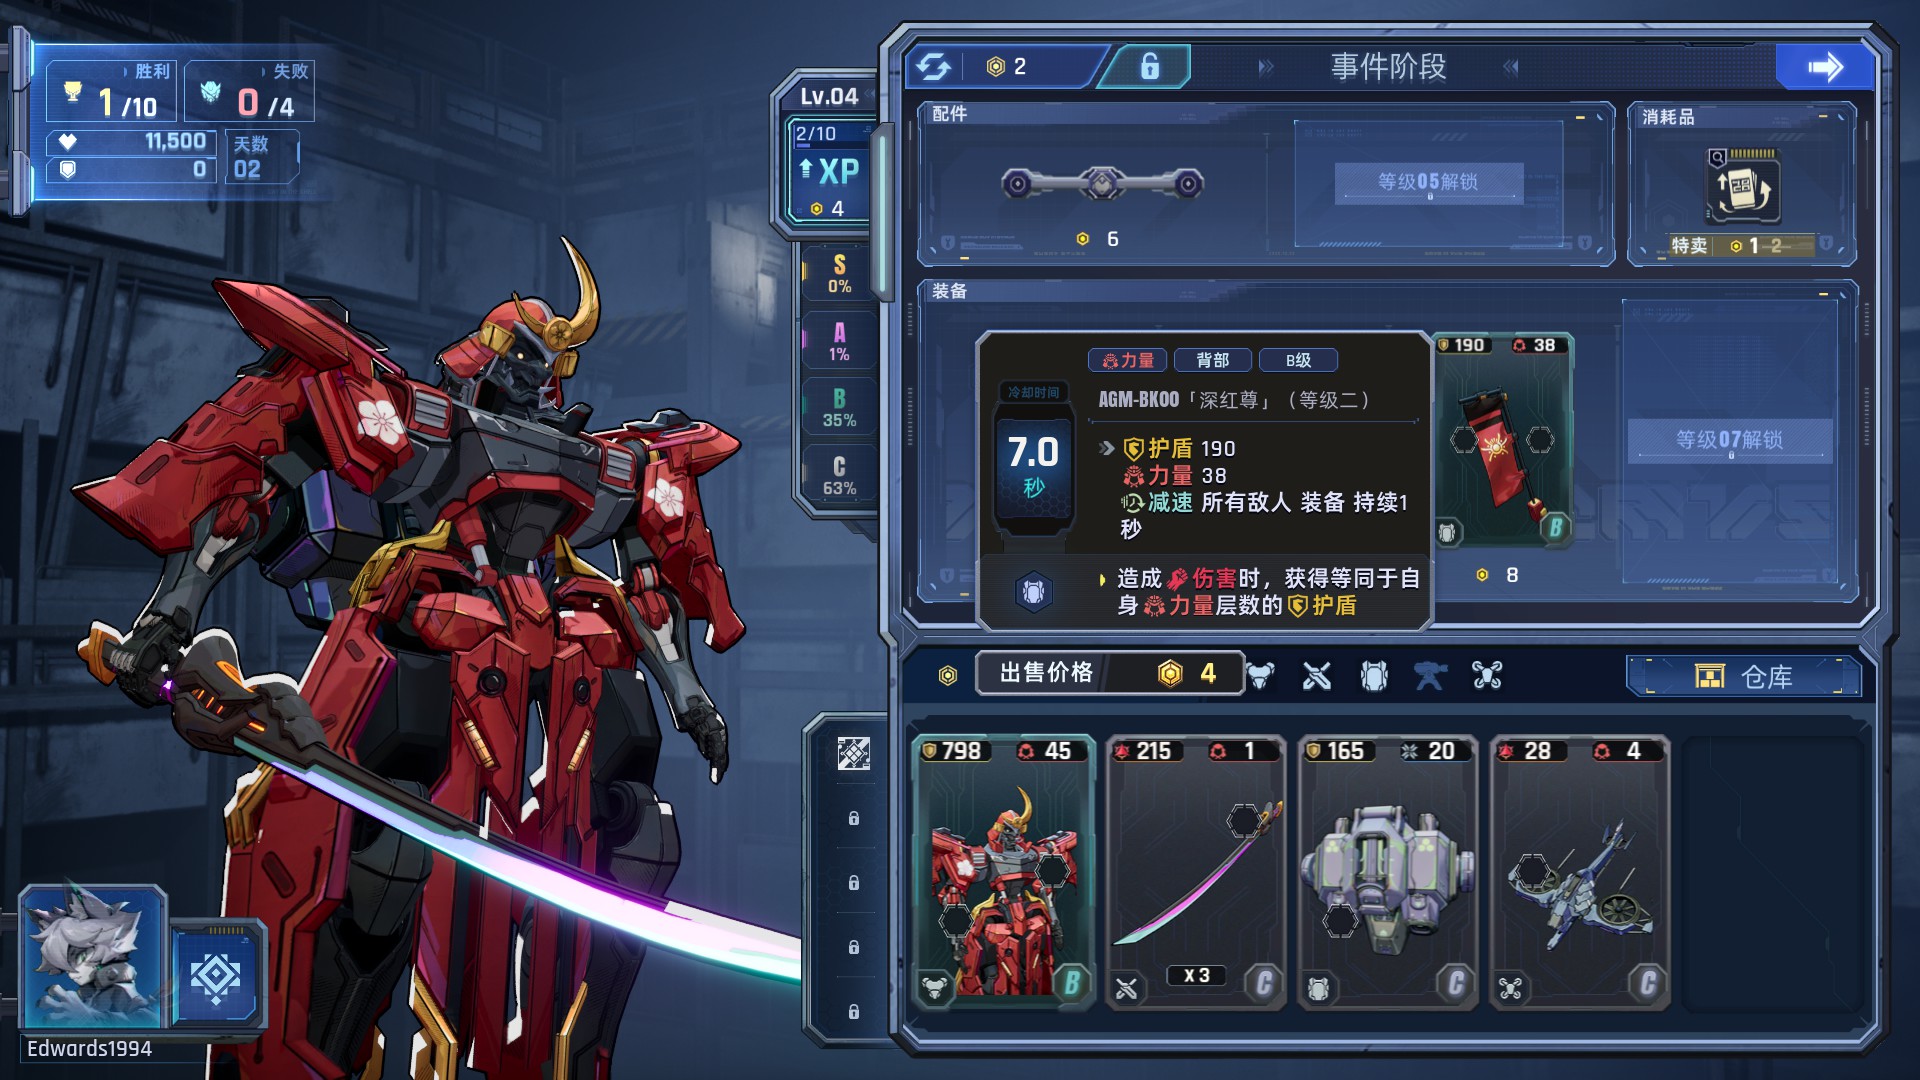 胜利
1/10
失败
0/4
11,500
0
天数
02
Lv.04
2/10
XP
4
S
0%
A
1%
B
35%
C
63%
2
事件阶段
配件
6
等级05解锁
消耗品
特卖 1 2
装备
力量 背部 B级
冷却时间
7.0
秒
AGM-BK00「深红尊」（等级二）
护盾 190
力量 38
减速 所有敌人 装备 持续1
秒
造成伤害时，获得等同于自
身力量层数的护盾
190 38
B
8
等级07解锁
出售价格 4
仓库
798 45
B
215 1
x3
C
165 20
C
28 4
C
Edwards1994